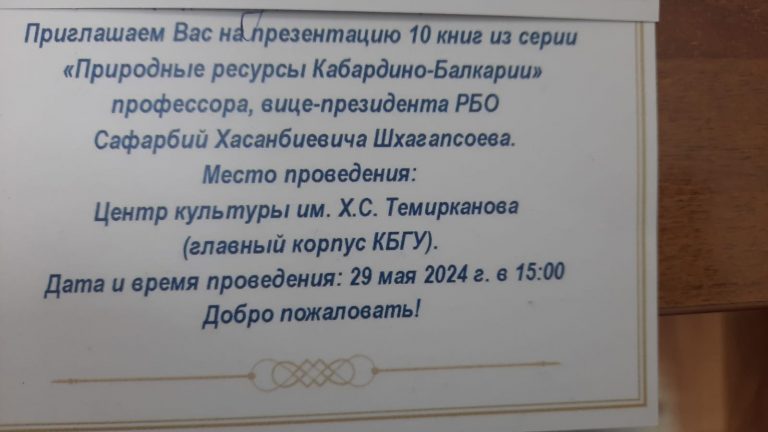 Приглашаем Вас на презентацию 10 книг из серии
«Природные ресурсы Кабардино-Балкарии»
профессора, вице-президента РБО
Сафарбий Хасанбиевича Шхагапсоева.
Место проведения:
Центр культуры им. Х.С. Темирканова
(главный корпус КБГУ).
Дата и время проведения: 29 мая 2024 г. в 15:00
Добро пожаловать!